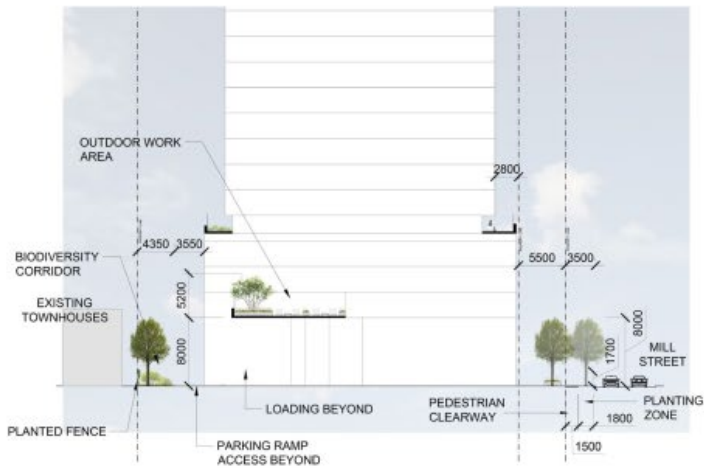 OUTDOOR WORK
AREA
2800
4350
3550
5500
3500
BIODIVERSITY
CORRIDOR
5200
EXISTING
TOWNHOUSES
8000
1700
8000
MILL
STREET
LOADING BEYOND
PEDESTRIAN
CLEARWAY
PLANTING
ZONE
PLANTED FENCE
PARKING RAMP
ACCESS BEYOND
1800
1500